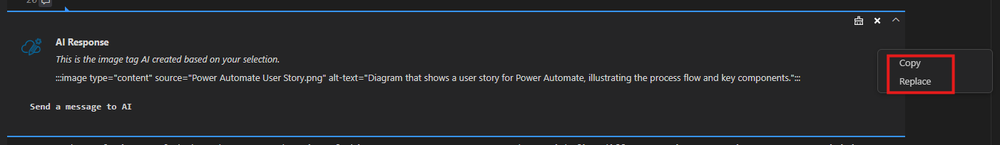 20
AI Response
This is the image tag AI created based on your selection.
:::image type="content" source="Power Automate User Story.png" alt-text="Diagram that shows a user story for Power Automate, illustrating the process flow and key components.":::
Copy
Replace
Send a message to AI